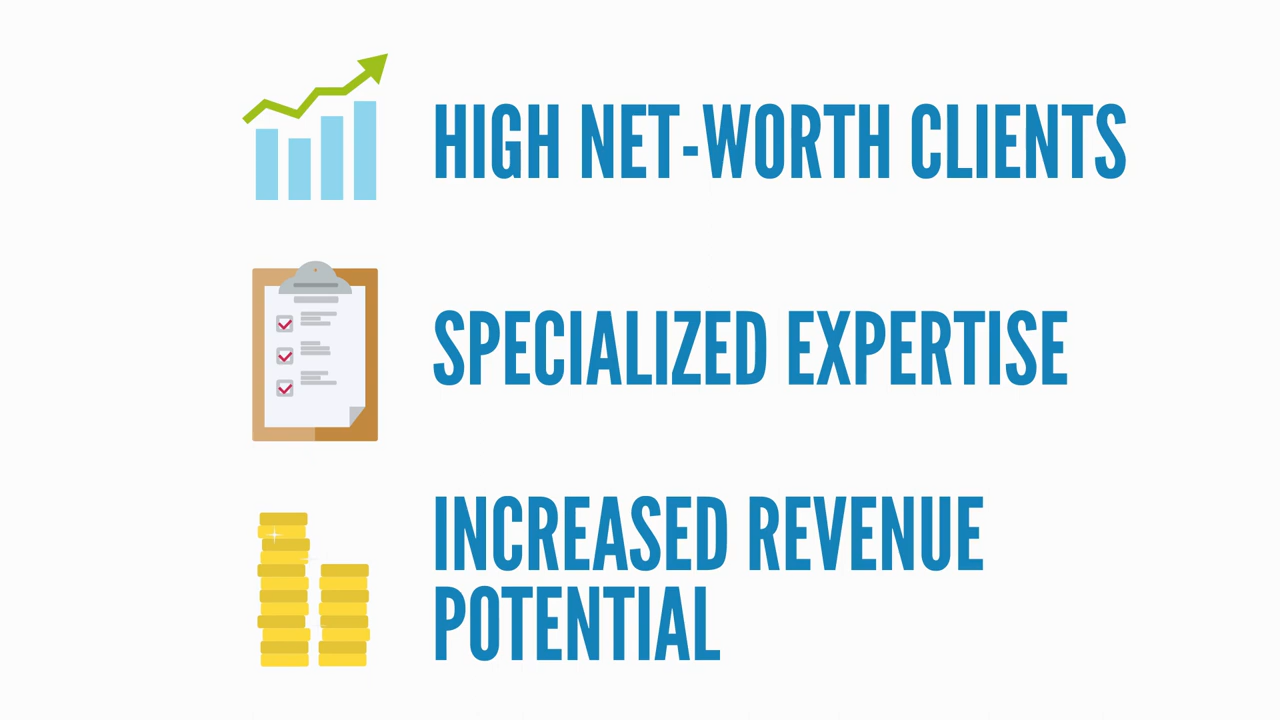 HIGH NET-WORTH CLIENTS
SPECIALIZED EXPERTISE
INCREASED REVENUE
POTENTIAL